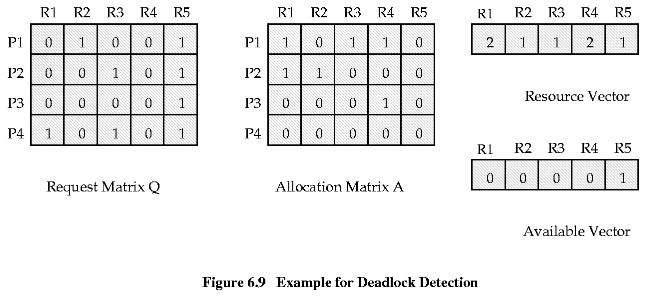 R1 R2 R3 R4 R5
P1 0 1 0 0 1
P2 0 0 1 0 1
P3 0 0 0 0 1
P4 1 0 1 0 1
Request Matrix Q
R1 R2 R3 R4 R5
P1 1 0 1 1 0
P2 1 1 0 0 0
P3 0 0 0 1 0
P4 0 0 0 0 0
Allocation Matrix A
R1 R2 R3 R4 R5
2 1 1 2 1
Resource Vector
R1 R2 R3 R4 R5
0 0 0 0 1
Available Vector
Figure 6.9 Example for Deadlock Detection